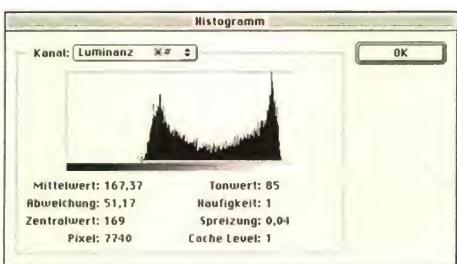 Histogramm
Kanal: Luminanz ⌘#
OK
Mittelwert: 167,37 Tonwert: 85
Abweichung: 51,17 Haufigkeit: 1
Zentralwert: 169 Spreizung: 0,04
Pixel: 7740 Cache Level: 1